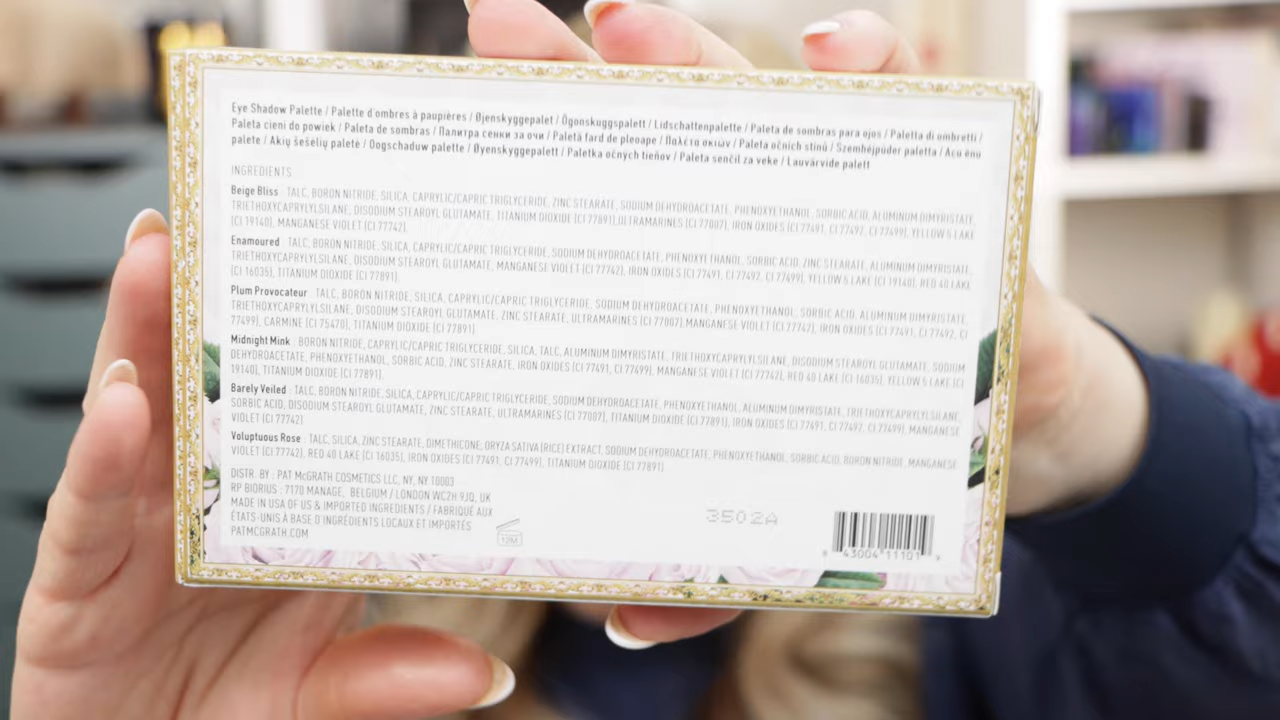 Eye Shadow Palette / Palette d'ombres à paupières / Øjenskyggepalet / Ögonskuggspalett / Lidschattenpalette / Paleta de sombras para ojos / Paletta di ombretti /
Paleta cieni do powiek / Paleta de sombras / Палитра сенки за очи / Paletă fard de pleoape / Παλέτα σκιών / Paleta očních stínů / Szemhéjpúder paletta / Acu ēnu
palete / Akių šešėlių paletė / Oogschaduw palette / Øyenskyggepalett / Paletka očných tieňov / Paleta senčil za veke / Lauvärvide palett
INGREDIENTS
Beige Bliss : TALC, BORON NITRIDE, SILICA, CAPRYLIC/CAPRIC TRIGLYCERIDE, ZINC STEARATE, SODIUM DEHYDROACETATE, PHENOXYETHANOL, SORBIC ACID, ALUMINUM DIMYRISTATE,
TRIETHOXYCAPRYLYLSILANE, DISODIUM STEAROYL GLUTAMATE, TITANIUM DIOXIDE (CI 77891),ULTRAMARINES (CI 77007), IRON OXIDES (CI 77491, CI 77492, CI 77499), YELLOW 5 LAKE
(CI 19140), MANGANESE VIOLET (CI 77742).
Enamoured : TALC, BORON NITRIDE, SILICA, CAPRYLIC/CAPRIC TRIGLYCERIDE, SODIUM DEHYDROACETATE, PHENOXYETHANOL, SORBIC ACID, ZINC STEARATE, ALUMINUM DIMYRISTATE,
TRIETHOXYCAPRYLYLSILANE, DISODIUM STEAROYL GLUTAMATE, MANGANESE VIOLET (CI 77742), IRON OXIDES (CI 77491, CI 77492, CI 77499), YELLOW 5 LAKE (CI 19140), RED 40 LAKE
(CI 16035), TITANIUM DIOXIDE (CI 77891).
Plum Provocateur : TALC, BORON NITRIDE, SILICA, CAPRYLIC/CAPRIC TRIGLYCERIDE, SODIUM DEHYDROACETATE, PHENOXYETHANOL, SORBIC ACID, ALUMINUM DIMYRISTATE,
TRIETHOXYCAPRYLYLSILANE, DISODIUM STEAROYL GLUTAMATE, ZINC STEARATE, ULTRAMARINES (CI 77007),MANGANESE VIOLET (CI 77742), IRON OXIDES (CI 77491, CI 77492, CI
77499), CARMINE (CI 75470), TITANIUM DIOXIDE (CI 77891).
Midnight Mink : BORON NITRIDE, CAPRYLIC/CAPRIC TRIGLYCERIDE, SILICA, TALC, ALUMINUM DIMYRISTATE, TRIETHOXYCAPRYLYLSILANE, DISODIUM STEAROYL GLUTAMATE, SODIUM
DEHYDROACETATE, PHENOXYETHANOL, SORBIC ACID, ZINC STEARATE, IRON OXIDES (CI 77491, CI 77499), MANGANESE VIOLET (CI 77742), RED 40 LAKE (CI 16035), YELLOW 5 LAKE (CI
19140), TITANIUM DIOXIDE (CI 77891).
Barely Veiled : TALC, BORON NITRIDE, SILICA, CAPRYLIC/CAPRIC TRIGLYCERIDE, SODIUM DEHYDROACETATE, PHENOXYETHANOL, ALUMINUM DIMYRISTATE, TRIETHOXYCAPRYLYLSILANE,
SORBIC ACID, DISODIUM STEAROYL GLUTAMATE, ZINC STEARATE, ULTRAMARINES (CI 77007), TITANIUM DIOXIDE (CI 77891), IRON OXIDES (CI 77491, CI 77492, CI 77499), MANGANESE
VIOLET (CI 77742)
Voluptuous Rose : TALC, SILICA, ZINC STEARATE, DIMETHICONE, ORYZA SATIVA (RICE) EXTRACT, SODIUM DEHYDROACETATE, PHENOXYETHANOL, SORBIC ACID, BORON NITRIDE, MANGANESE
VIOLET (CI 77742), RED 40 LAKE (CI 16035), IRON OXIDES (CI 77491, CI 77499), TITANIUM DIOXIDE (CI 77891)
DISTR. BY : PAT McGRATH COSMETICS LLC, NY, NY 10003
RP BIORIUS : 7170 MANAGE, BELGIUM / LONDON WC2H 9JQ, UK
MADE IN USA OF US & IMPORTED INGREDIENTS / FABRIQUÉ AUX
ÉTATS-UNIS À BASE D'INGRÉDIENTS LOCAUX ET IMPORTÉS
PATMCGRATH.COM
12M
3502A
43004 11101